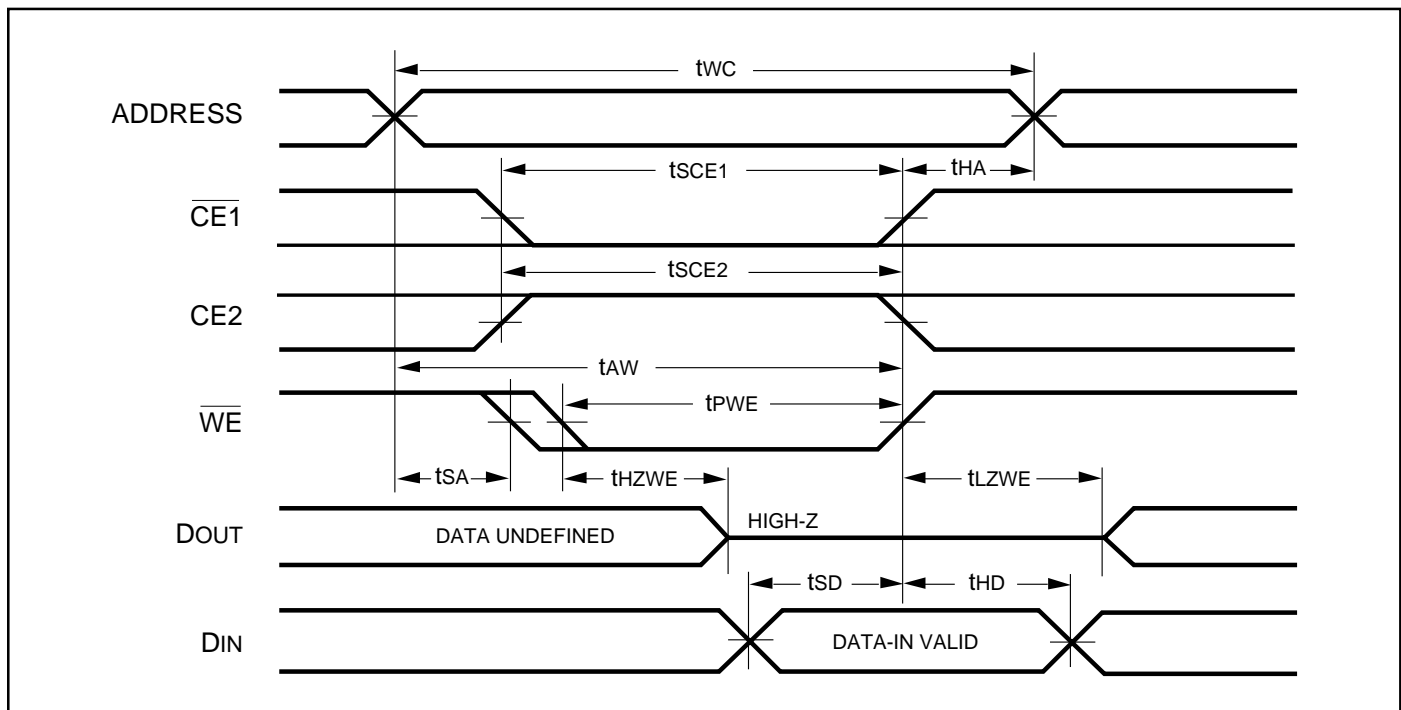 tWC
ADDRESS
tSCE1
tHA
CE1
tSCE2
CE2
tAW
tPWE
WE
tSA
tHZWE
tLZWE
DOUT
DATA UNDEFINED
HIGH-Z
tSD
tHD
DIN
DATA-IN VALID